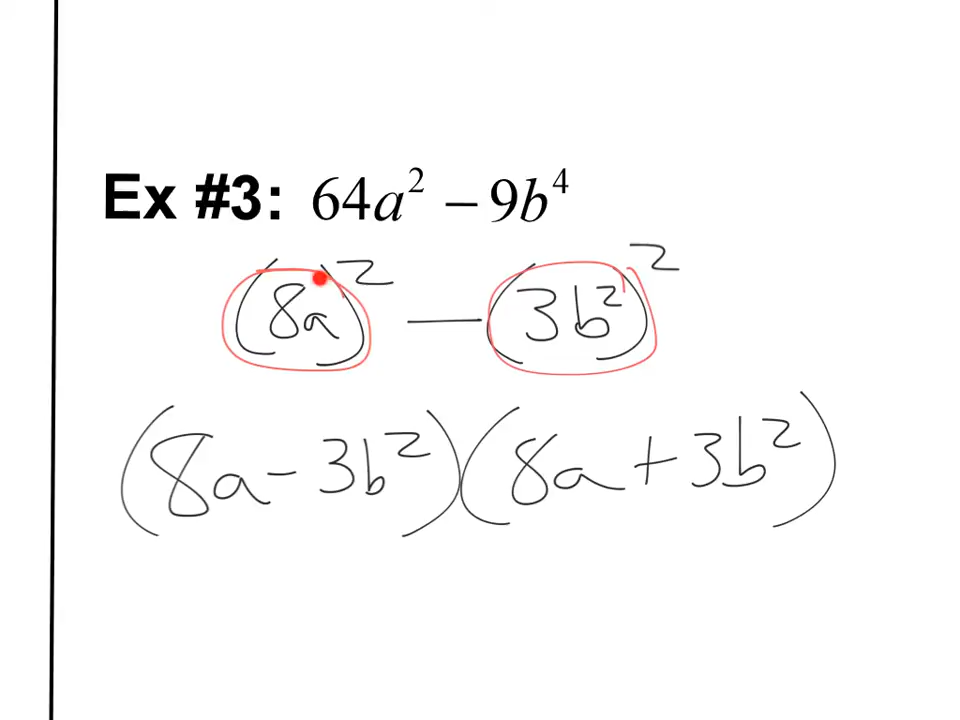 Ex #3: 64a² – 9b⁴
(8a)² — (3b²)²
(8a - 3b²)(8a + 3b²)